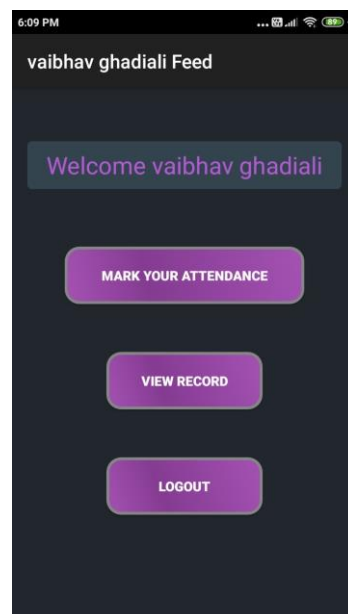 6:09 PM
89
vaibhav ghadiali Feed
Welcome vaibhav ghadiali
MARK YOUR ATTENDANCE
VIEW RECORD
LOGOUT